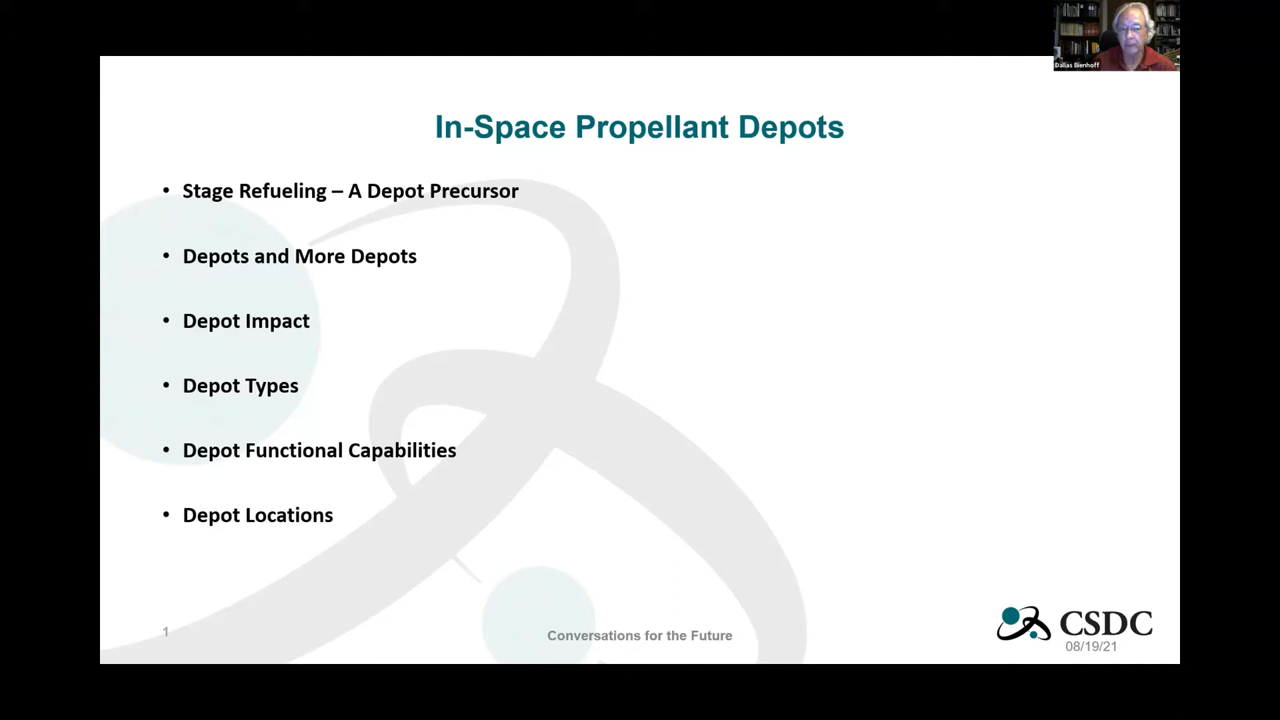 Dallas Bienhoff
In-Space Propellant Depots
• Stage Refueling – A Depot Precursor
• Depots and More Depots
• Depot Impact
• Depot Types
• Depot Functional Capabilities
• Depot Locations
1
Conversations for the Future
CSDC
08/19/21